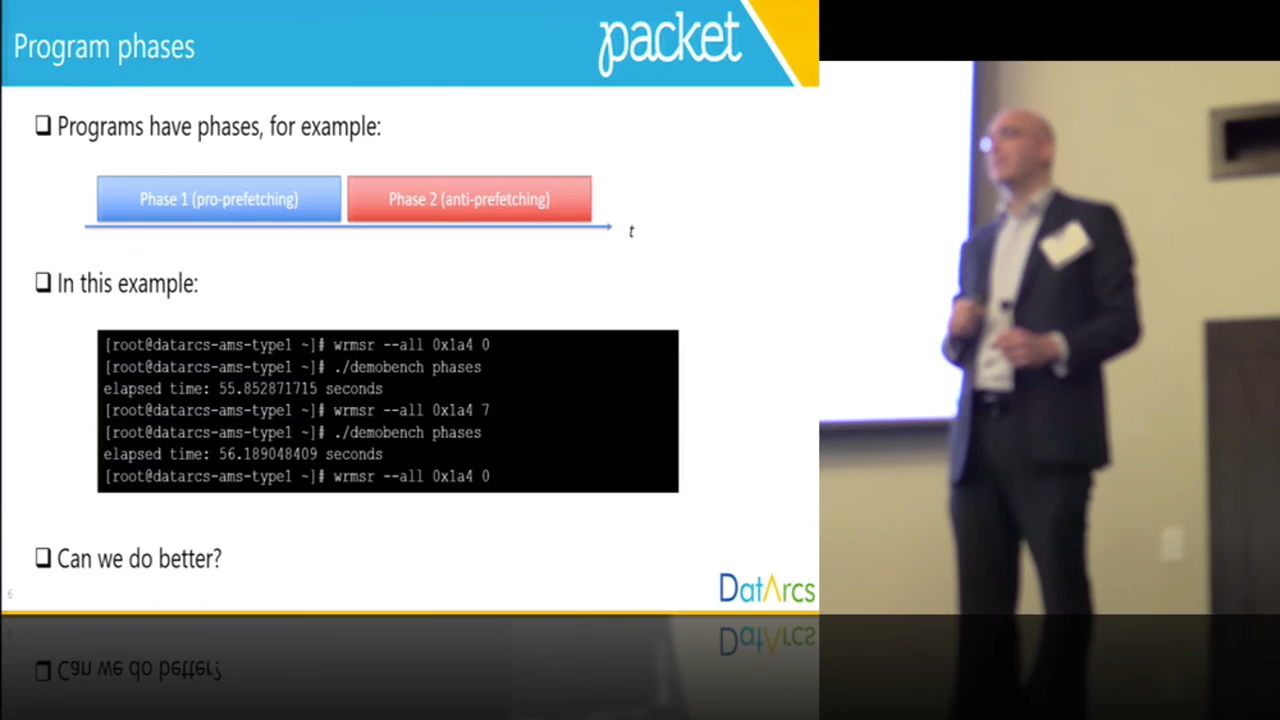 Program phases
packet
❑ Programs have phases, for example:
Phase 1 (pro-prefetching)
Phase 2 (anti-prefetching)
t
❑ In this example:
[root@datarcs-ams-type1 ~]# wrmsr --all 0x1a4 0
[root@datarcs-ams-type1 ~]# ./demobench phases
elapsed time: 55.852871715 seconds
[root@datarcs-ams-type1 ~]# wrmsr --all 0x1a4 7
[root@datarcs-ams-type1 ~]# ./demobench phases
elapsed time: 56.189048409 seconds
[root@datarcs-ams-type1 ~]# wrmsr --all 0x1a4 0
❑ Can we do better?
6
DatArcs